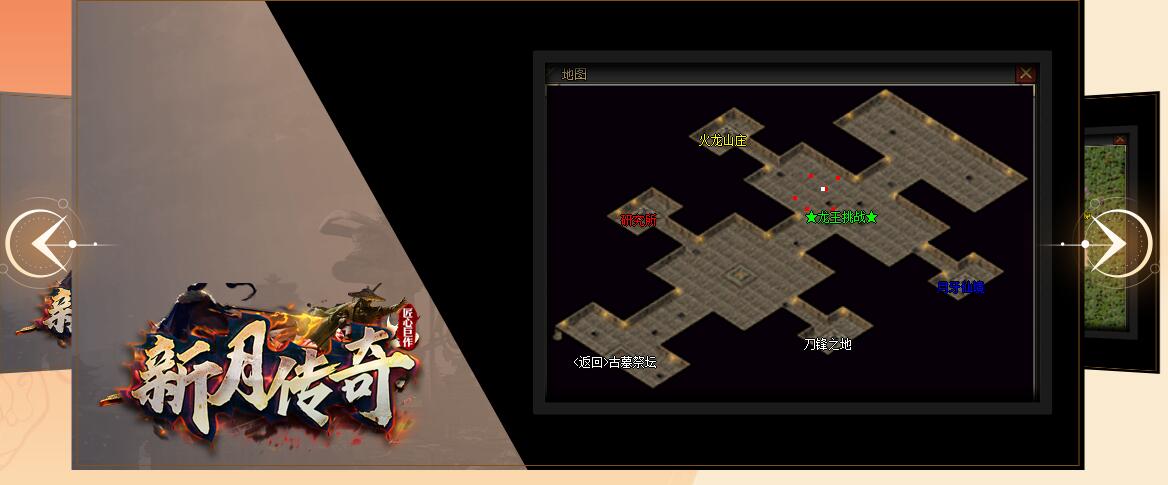 地图
火龙山庄
研究所
★龙王挑战★
月牙仙境
刀锋之地
<返回>古墓祭坛
匠心巨作
新月传奇
新